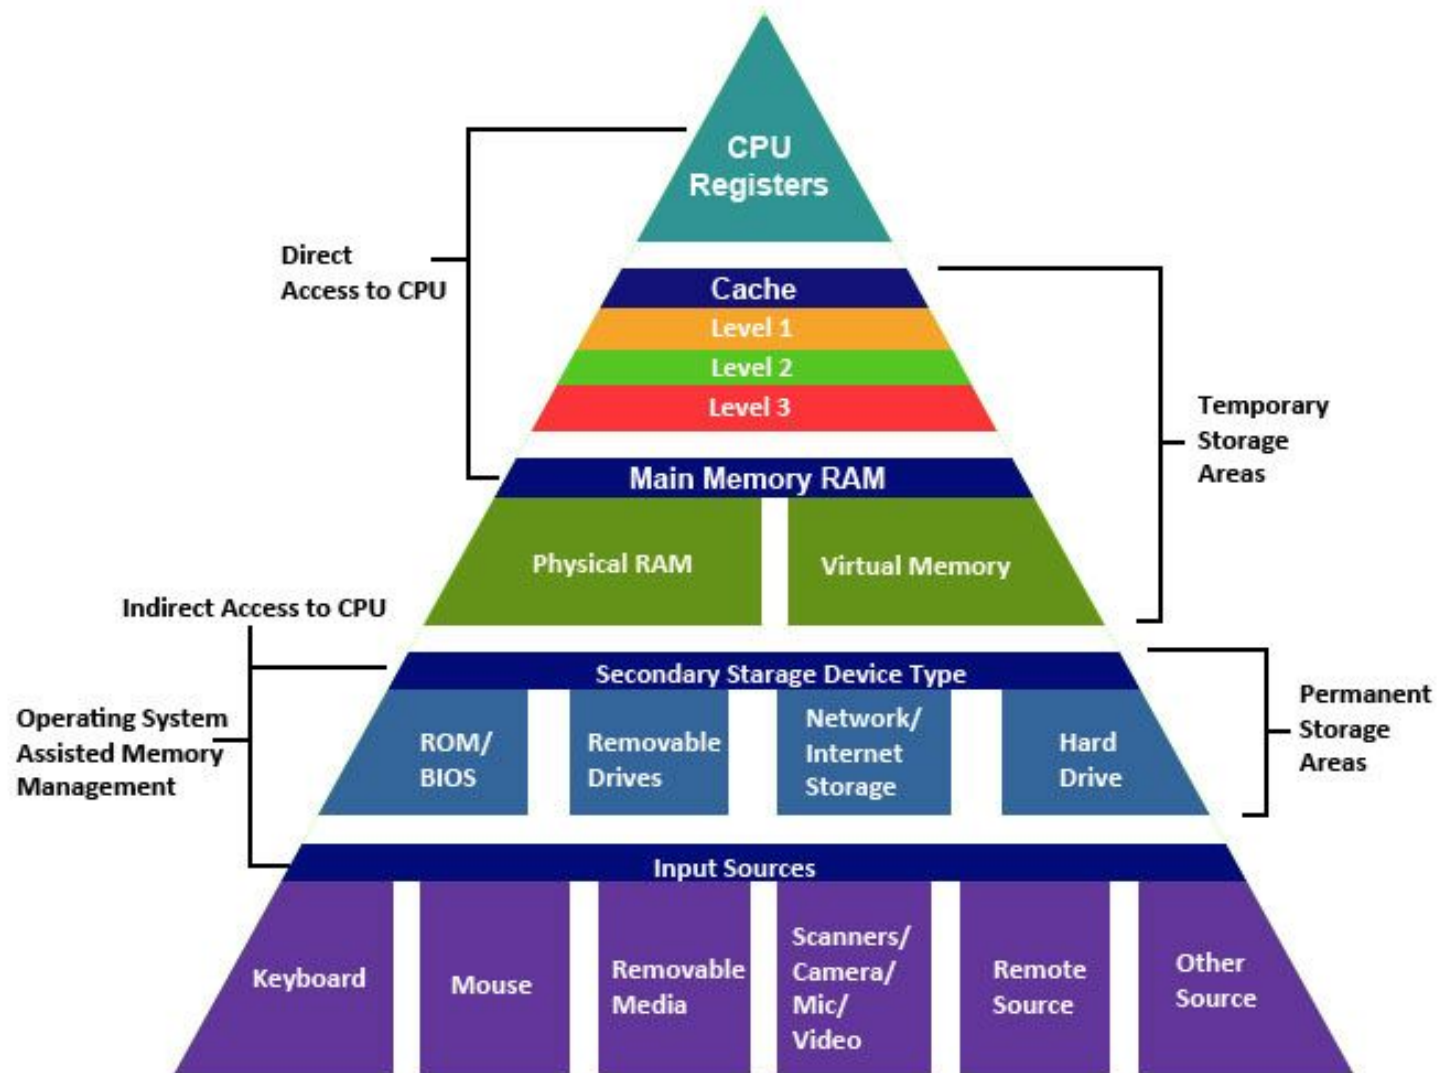 CPU
Registers
Direct
Access to CPU
Cache
Level 1
Level 2
Level 3
Temporary
Storage
Areas
Main Memory RAM
Physical RAM
Virtual Memory
Indirect Access to CPU
Secondary Starage Device Type
Operating System
Assisted Memory
Management
ROM/
BIOS
Removable
Drives
Network/
Internet
Storage
Hard
Drive
Permanent
Storage
Areas
Input Sources
Keyboard
Mouse
Removable
Media
Scanners/
Camera/
Mic/
Video
Remote
Source
Other
Source